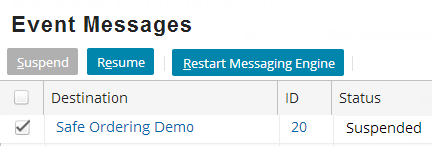 Event Messages
Suspend Resume Restart Messaging Engine
Destination ID Status
Safe Ordering Demo 20 Suspended